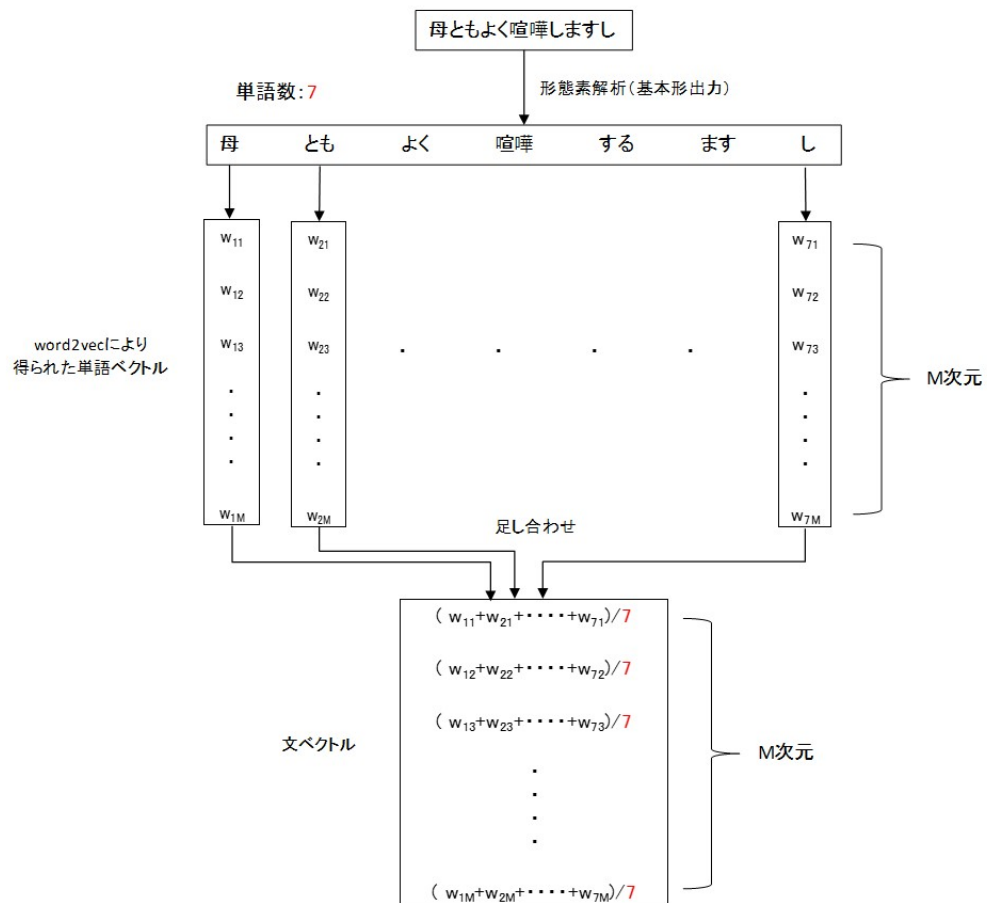 母ともよく喧嘩しますし
形態素解析(基本形出力)
単語数:7
母 とも よく 喧嘩 する ます し
w11 w21 w71
w12 w22 w72
w13 w23 ・ ・ ・ ・ w73
word2vecにより
得られた単語ベクトル
M次元
w1M w2M w7M
足し合わせ
( w11+w21+・・・・+w71)/7
( w12+w22+・・・・+w72)/7
( w13+w23+・・・・+w73)/7
文ベクトル
M次元
( w1M+w2M+・・・・+w7M)/7